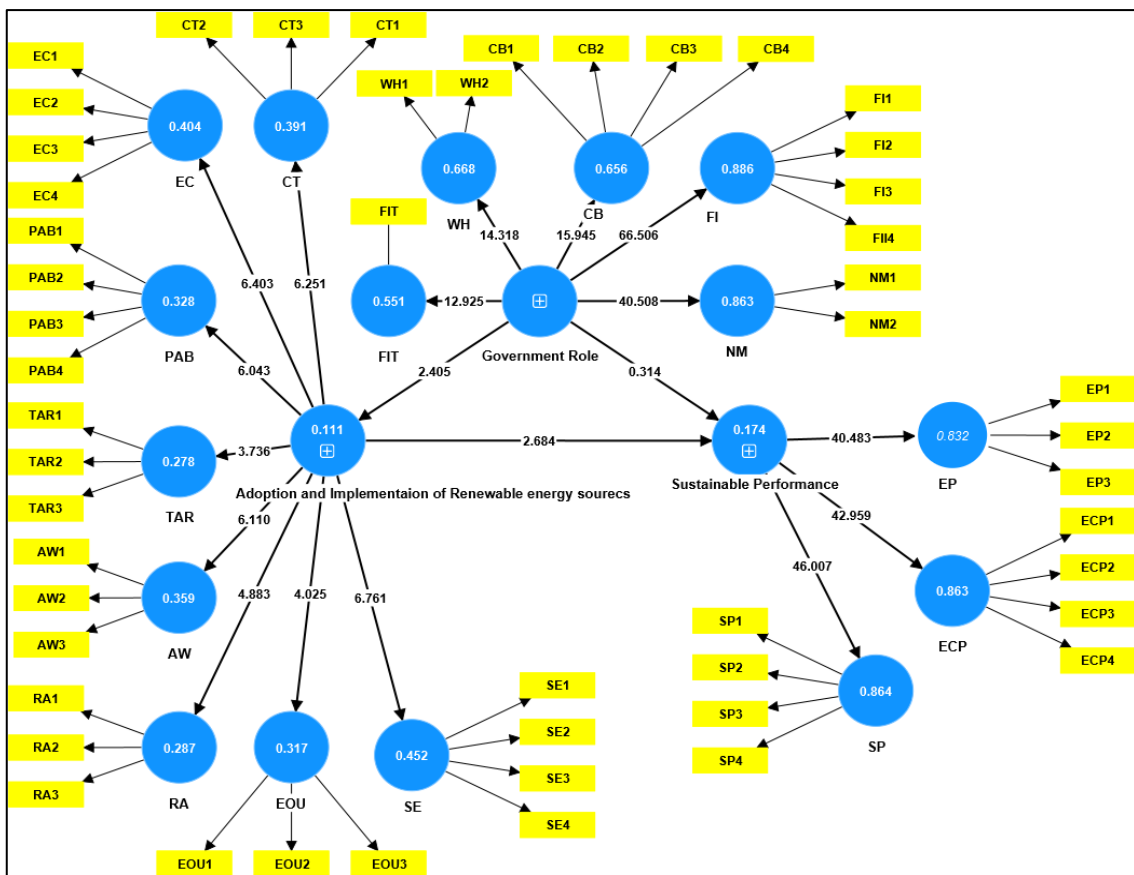 CT2
CT3
CT1
EC1
EC2
EC3
EC4
0.404
EC
0.391
CT
WH1
WH2
CB1
CB2
CB3
CB4
0.668
WH
0.656
CB
FI1
FI2
FI3
FII4
0.886
FI
14.318
15.945
66.506
FIT
0.551
FIT
12.925
Government Role
40.508
0.863
NM
NM1
NM2
PAB1
PAB2
PAB3
PAB4
0.328
PAB
6.403
6.251
6.043
2.405
0.314
TAR1
TAR2
TAR3
0.278
TAR
3.736
0.111
Adoption and Implementaion of Renewable energy sourecs
2.684
0.174
Sustainable Performance
40.483
0.832
EP
EP1
EP2
EP3
42.959
46.007
ECP1
ECP2
ECP3
ECP4
0.863
ECP
AW1
AW2
AW3
0.359
AW
6.110
4.883
4.025
6.761
SP1
SP2
SP3
SP4
0.864
SP
RA1
RA2
RA3
0.287
RA
0.317
EOU
0.452
SE
SE1
SE2
SE3
SE4
EOU1
EOU2
EOU3